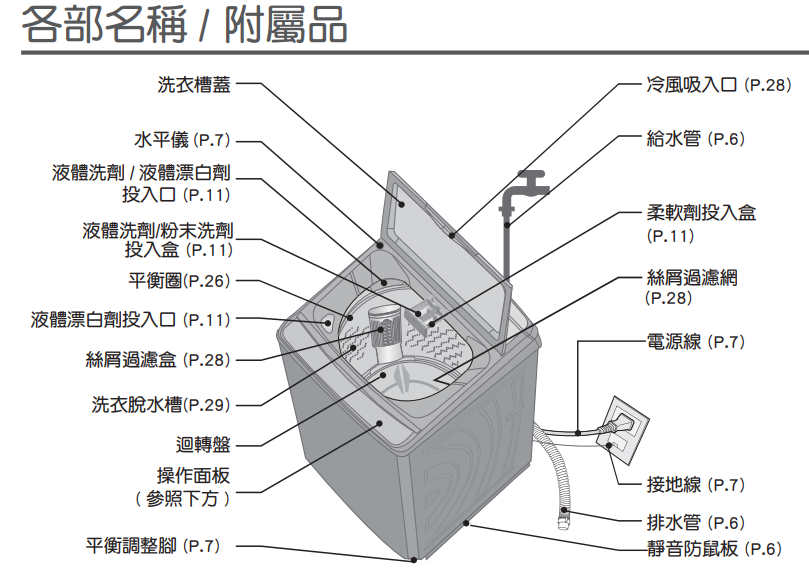 各部名稱 / 附屬品
洗衣槽蓋
水平儀 (P.7)
液體洗劑 / 液體漂白劑
投入口 (P.11)
液體洗劑/粉末洗劑
投入盒 (P.11)
平衡圈(P.26)
液體漂白劑投入口 (P.11)
絲屑過濾盒 (P.28)
洗衣脫水槽(P.29)
迴轉盤
操作面板
( 參照下方 )
平衡調整腳 (P.7)
冷風吸入口 (P.28)
給水管 (P.6)
柔軟劑投入盒
(P.11)
絲屑過濾網
(P.28)
電源線 (P.7)
接地線 (P.7)
排水管 (P.6)
靜音防鼠板 (P.6)